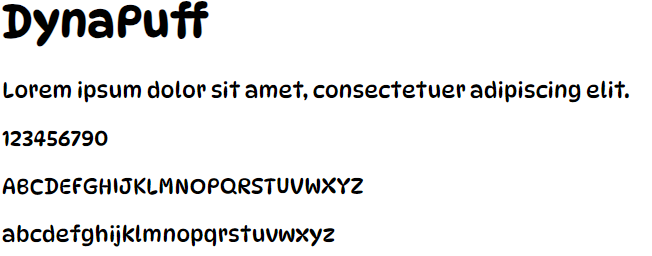 DynaPuff
Lorem ipsum dolor sit amet, consectetuer adipiscing elit.
123456790
ABCDEFGHIJKLMNOPQRSTUVWXYZ
abcdefghijklmnopqrstuvwxyz